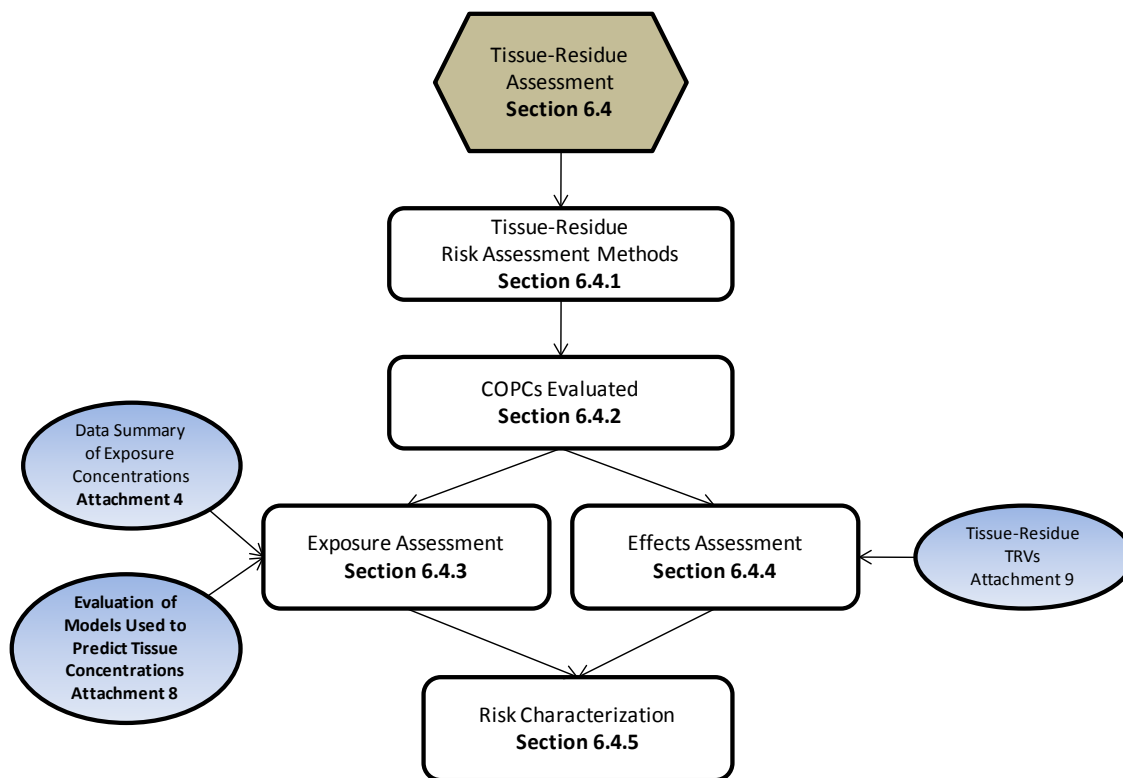 Tissue-Residue
Assessment
Section 6.4
Tissue-Residue
Risk Assessment Methods
Section 6.4.1
COPCs Evaluated
Section 6.4.2
Data Summary
of Exposure
Concentrations
Attachment 4
Exposure Assessment
Section 6.4.3
Effects Assessment
Section 6.4.4
Tissue-Residue
TRVs
Attachment 9
Evaluation of
Models Used to
Predict Tissue
Concentrations
Attachment 8
Risk Characterization
Section 6.4.5